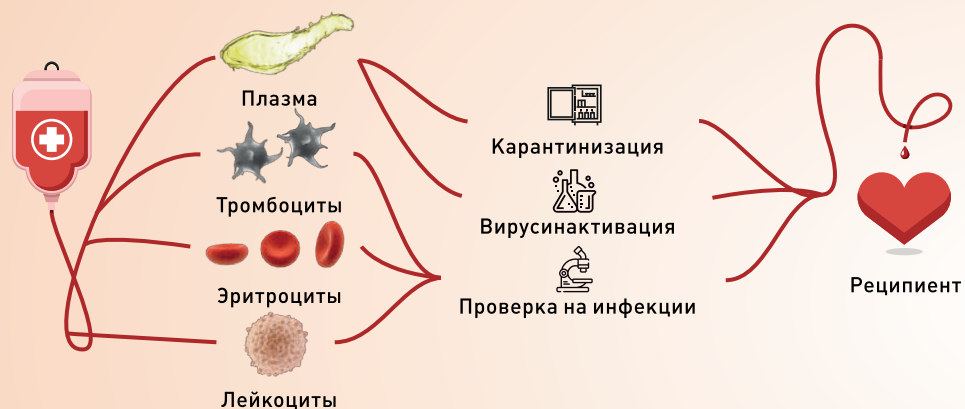 Плазма
Тромбоциты
Эритроциты
Лейкоциты
Карантинизация
Вирусинактивация
Проверка на инфекции
Реципиент